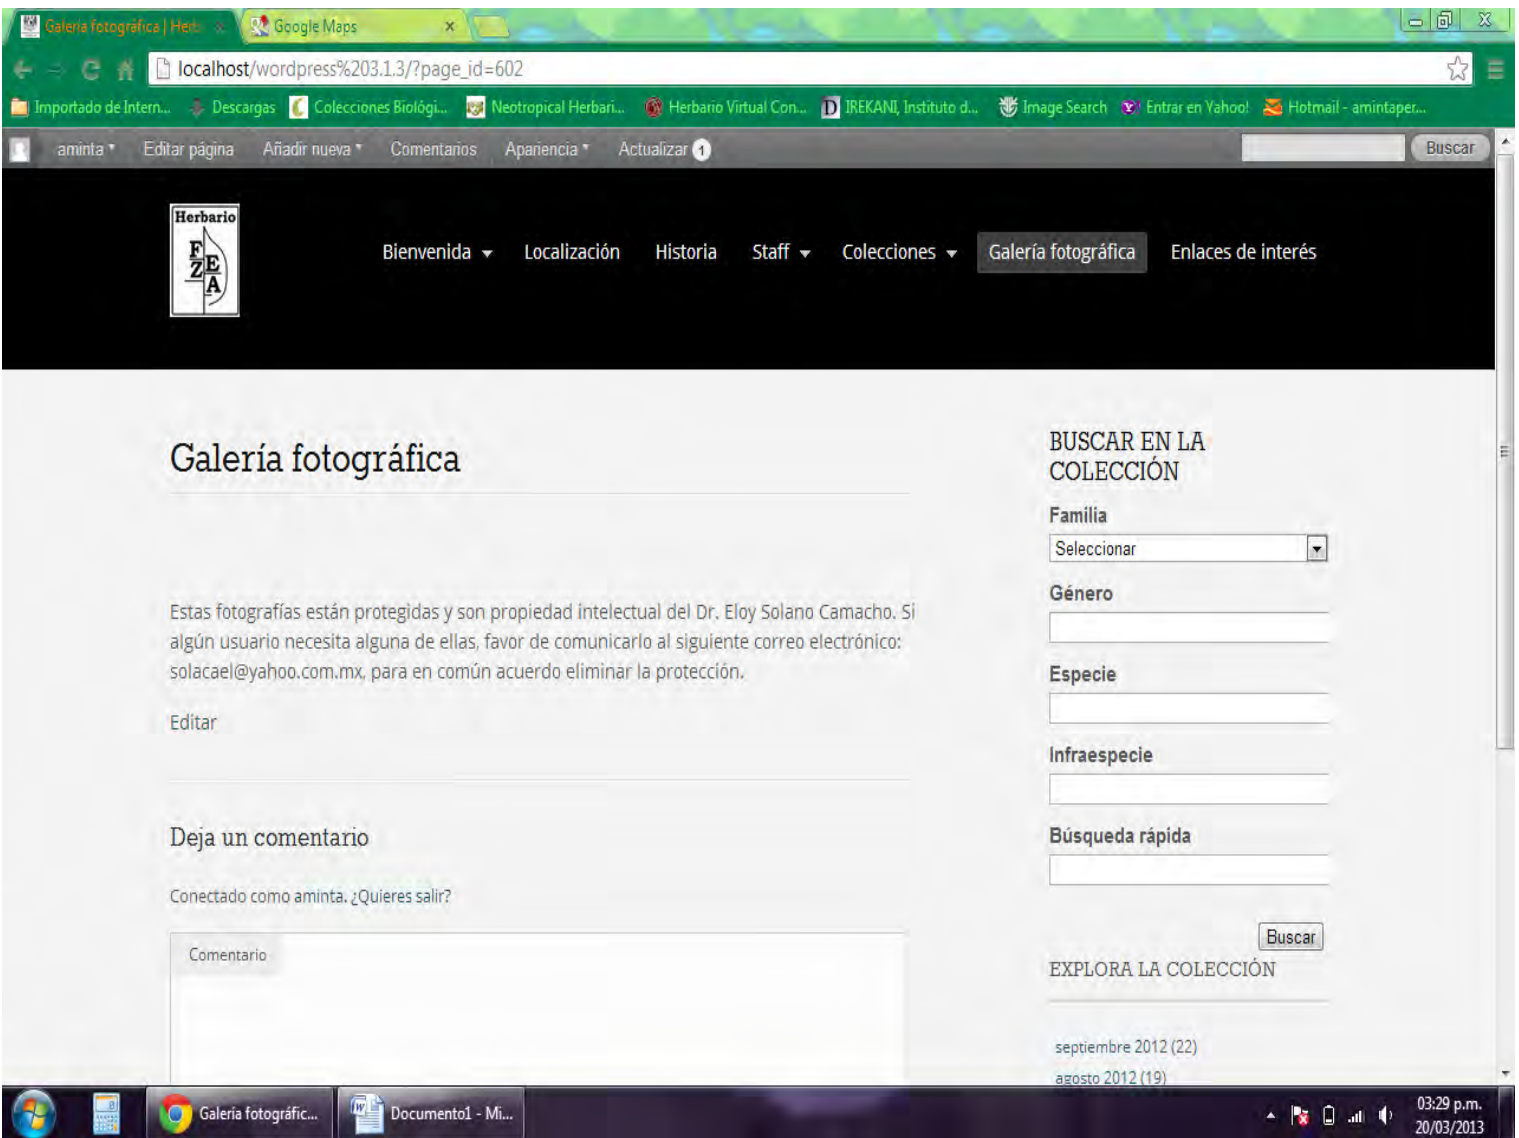 Galería fotográfica | Herb
Google Maps
localhost/wordpress%203.1.3/?page_id=602
Importado de Intern... Descargas Colecciones Biológi... Neotropical Herbari... Herbario Virtual Con... IREKANI, Instituto d... Image Search Entrar en Yahoo! Hotmail - amintaper...
aminta Editar página Añadir nueva Comentarios Apariencia Actualizar 1 Buscar
Herbario
FEZA
Bienvenida Localización Historia Staff Colecciones Galería fotográfica Enlaces de interés
Galería fotográfica
Estas fotografías están protegidas y son propiedad intelectual del Dr. Eloy Solano Camacho. Si
algún usuario necesita alguna de ellas, favor de comunicarlo al siguiente correo electrónico:
solacael@yahoo.com.mx, para en común acuerdo eliminar la protección.
Editar
Deja un comentario
Conectado como aminta. ¿Quieres salir?
Comentario
BUSCAR EN LA
COLECCIÓN
Familia
Seleccionar
Género
Especie
Infraespecie
Búsqueda rápida
Buscar
EXPLORA LA COLECCIÓN
septiembre 2012 (22)
agosto 2012 (19)
Galería fotográfic... Documento1 - Mi...
03:29 p.m.
20/03/2013